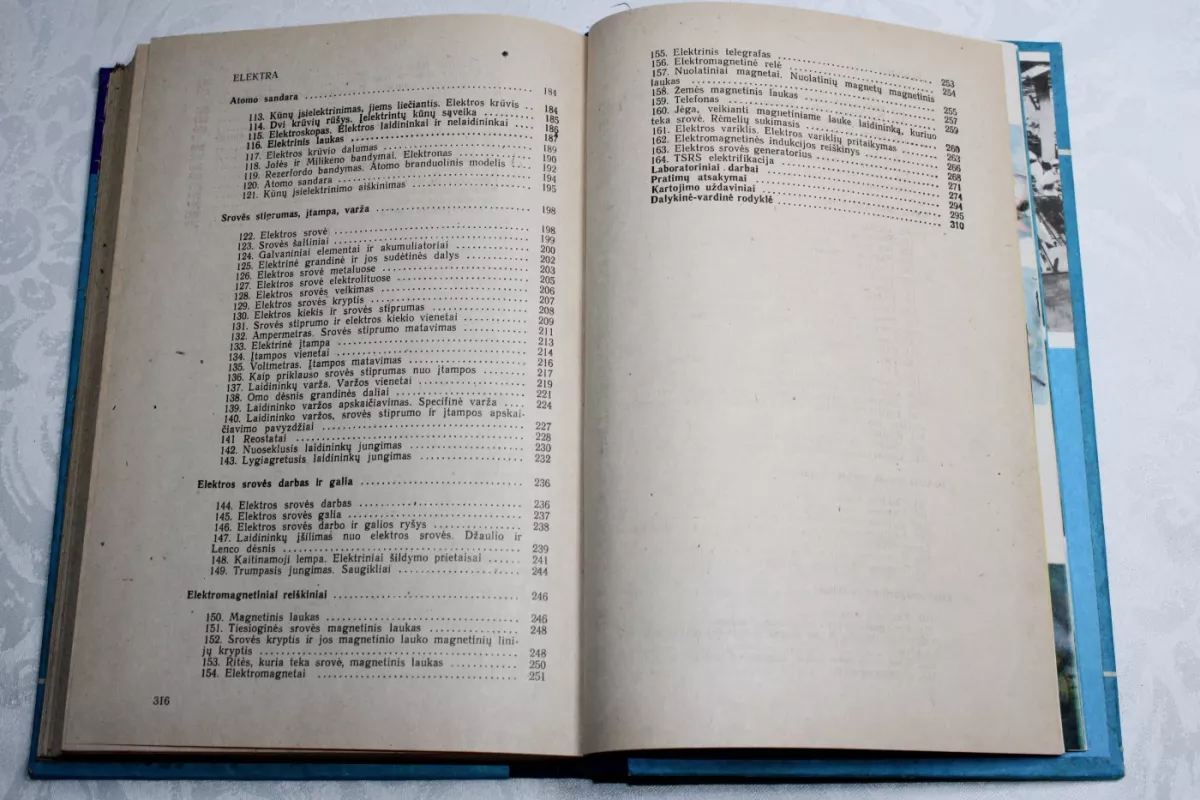 ELEKTRA
Atomo sandara . . . . . . . . . . 184
113. Kūnų įsielektrinimas, jiems liečiantis. Elektros krūvis 184
114. Dvi krūvių rūšys. Įelektrintų kūnų sąveika . . . . 185
115. Elektroskopas. Elektros laidininkai ir nelaidininkai . . 186
116. Elektrinis laukas . . . . . . . . . . 187
117. Elektros krūvio dalumas . . . . . . . . . . 189
118. Jofės ir Milikeno bandymai. Elektronas . . . . . 190
119. Rezerfordo bandymas. Atomo branduolinis modelis . . 192
120. Atomo sandara . . . . . . . . . . 194
121. Kūnų įsielektrinimo aiškinimas . . . . . . . . . . 195
Srovės stiprumas, įtampa, varža . . . . . . . . . . 198
122. Elektros srovė . . . . . . . . . . 198
123. Srovės šaltiniai . . . . . . . . . . 199
124. Galvaniniai elementai ir akumuliatoriai . . . . . 200
125. Elektrinė grandinė ir jos sudėtinės dalys . . . . . 202
126. Elektros srovė metaluose . . . . . . . . . . 203
127. Elektros srovė elektrolituose . . . . . . . . . . 205
128. Elektros srovės veikimas . . . . . . . . . . 206
129. Elektros srovės kryptis . . . . . . . . . . 207
130. Elektros kiekis ir srovės stiprumas . . . . . . . . . . 208
131. Srovės stiprumo ir elektros kiekio vienetai . . . . . 209
132. Ampermetras. Srovės stiprumo matavimas . . . . . 211
133. Elektrinė įtampa . . . . . . . . . . 213
134. Įtampos vienetai . . . . . . . . . . 214
135. Voltmetras. Įtampos matavimas . . . . . . . . . . 216
136. Kaip priklauso srovės stiprumas nuo įtampos . . . . . 217
137. Laidininkų varža. Varžos vienetai . . . . . . . . . . 219
138. Omo dėsnis grandinės daliai . . . . . . . . . . 221
139. Laidininko varžos apskaičiavimas. Specifinė varža . . . . 224
140. Laidininko varžos, srovės stiprumo ir įtampos apskai-
čiavimo pavyzdžiai . . . . . . . . . . 227
141 Reostatai . . . . . . . . . . 228
142. Nuoseklusis laidininkų jungimas . . . . . . . . . . 230
143. Lygiagretusis laidininkų jungimas . . . . . . . . . . 232
Elektros srovės darbas ir galia . . . . . . . . . . 236
144. Elektros srovės darbas . . . . . . . . . . 236
145. Elektros srovės galia . . . . . . . . . . 237
146. Elektros srovės darbo ir galios ryšys . . . . . . . . . . 238
147. Laidininkų įšilimas nuo elektros srovės. Džaulio ir
Lenco dėsnis . . . . . . . . . . 239
148. Kaitinamoji lempa. Elektriniai šildymo prietaisai . . . . . 241
149. Trumpasis jungimas. Saugikliai . . . . . . . . . . 244
Elektromagnetiniai reiškiniai . . . . . . . . . . 246
150. Magnetinis laukas . . . . . . . . . . 246
151. Tiesioginės srovės magnetinis laukas . . . . . . . . . . 248
152. Srovės kryptis ir jos magnetinio lauko magnetinių lini-
jų kryptis . . . . . . . . . . 248
153. Ritės, kuria teka srovė, magnetinis laukas . . . . . 250
154. Elektromagnetai . . . . . . . . . . 251
316
155. Elektrinis telegrafas . . . . . . . . . . 253
156. Elektromagnetinė relė . . . . . . . . . . 254
157. Nuolatiniai magnetai. Nuolatinių magnetų magnetinis
laukas . . . . . . . . . . 255
158. Žemės magnetinis laukas . . . . . . . . . . 257
159. Telefonas . . . . . . . . . . 259
160. Jėga, veikianti magnetiniame lauke laidininką, kuriuo
teka srovė. Rėmelių sukimasis . . . . . . . . . . 260
161. Elektros variklis. Elektros variklių pritaikymas . . . . . 263
162. Elektromagnetinės indukcijos reiškinys . . . . . 266
163. Elektros srovės generatorius . . . . . . . . . . 268
164. TSRS elektrifikacija . . . . . . . . . . 271
Laboratoriniai darbai . . . . . . . . . . 274
Pratimų atsakymai . . . . . . . . . . 294
Kartojimo uždaviniai . . . . . . . . . . 295
Dalykinė-vardinė rodyklė . . . . . . . . . . 310